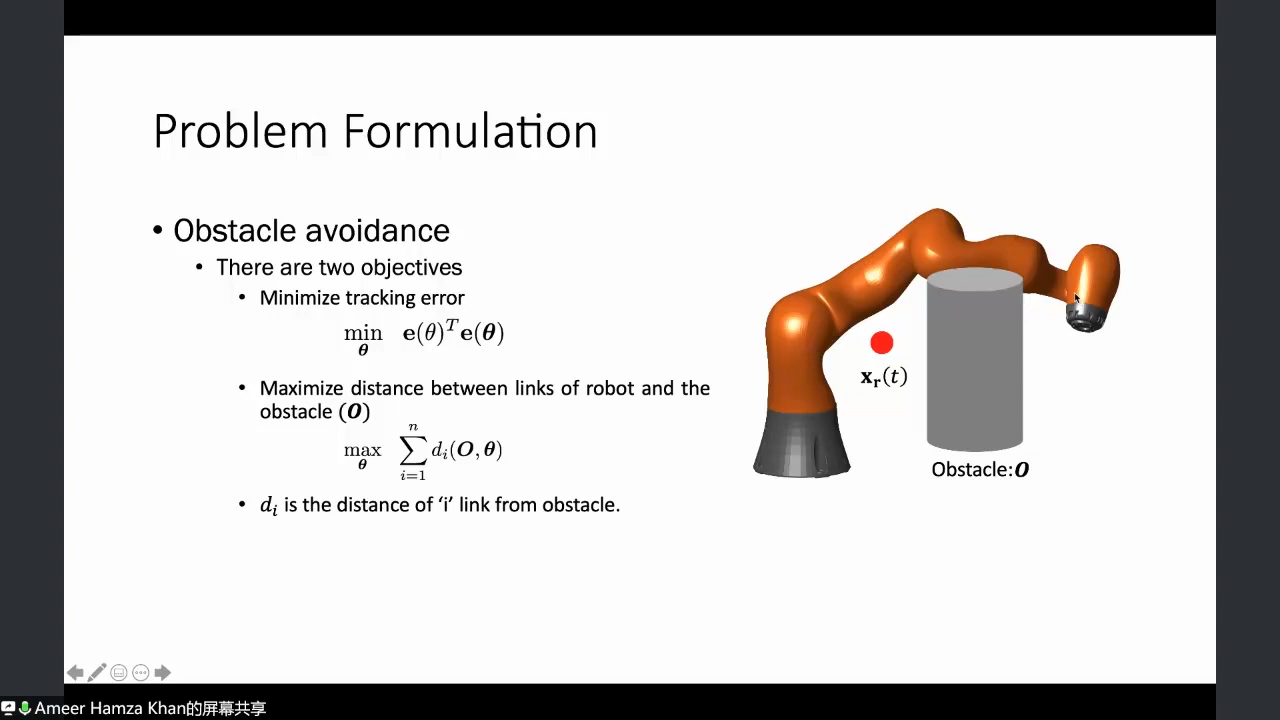 Problem Formulation
• Obstacle avoidance
• There are two objectives
• Minimize tracking error
min e(θ)ᵀe(θ)
θ
• Maximize distance between links of robot and the
obstacle (O)
n
max ∑ dᵢ(O, θ)
θ
i=1
• dᵢ is the distance of ‘i’ link from obstacle.
xᵣ(t)
Obstacle:O
Ameer Hamza Khan的屏幕共享